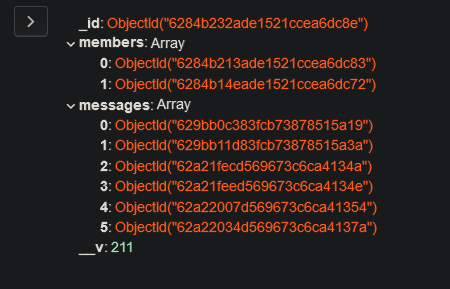 _id: ObjectId("6284b232ade1521ccea6dc8e")
members: Array
0: ObjectId("6284b213ade1521ccea6dc83")
1: ObjectId("6284b14eade1521ccea6dc72")
messages: Array
0: ObjectId("629bb0c383fcb73878515a19")
1: ObjectId("629bb11d83fcb73878515a3a")
2: ObjectId("62a21fecd569673c6ca4134a")
3: ObjectId("62a21feed569673c6ca4134e")
4: ObjectId("62a22007d569673c6ca41354")
5: ObjectId("62a22034d569673c6ca4137a")
__v: 211